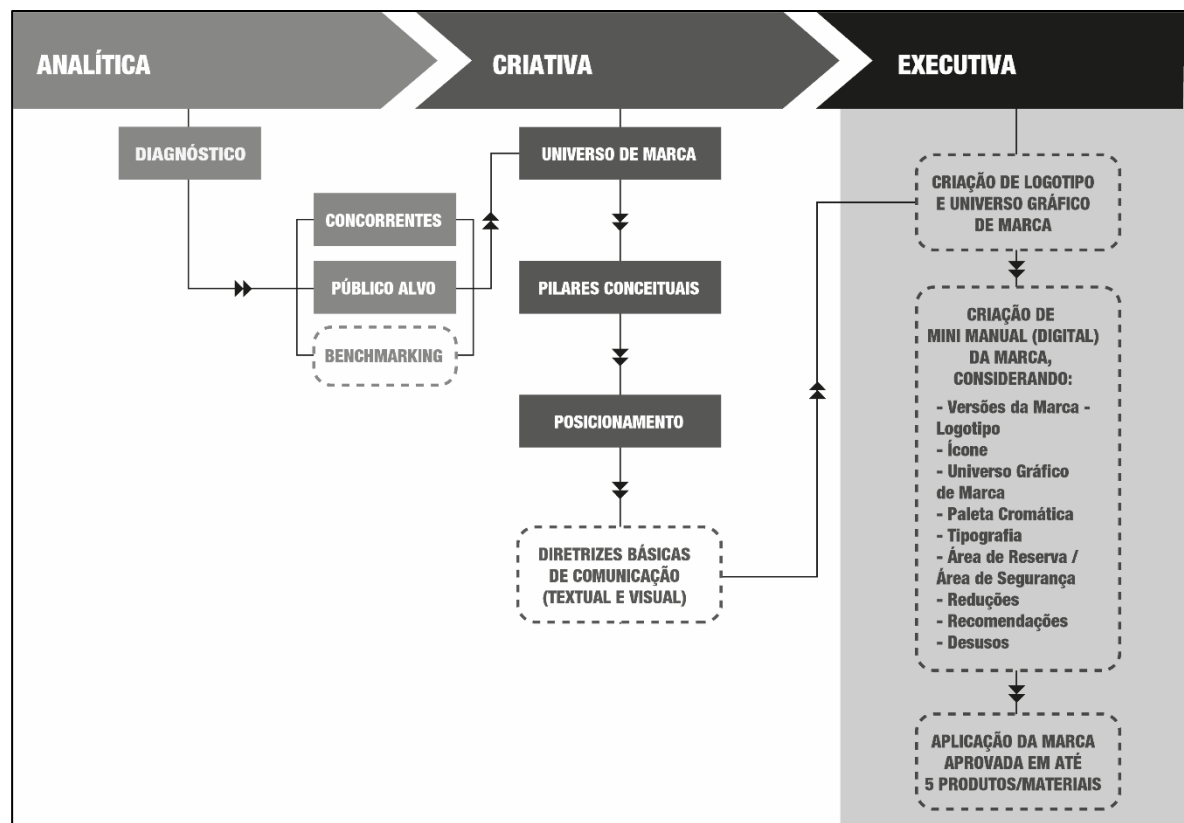 ANALÍTICA
CRIATIVA
EXECUTIVA
DIAGNÓSTICO
CONCORRENTES
PÚBLICO ALVO
BENCHMARKING
UNIVERSO DE MARCA
PILARES CONCEITUAIS
POSICIONAMENTO
DIRETRIZES BÁSICAS
DE COMUNICAÇÃO
(TEXTUAL E VISUAL)
CRIAÇÃO DE LOGOTIPO
E UNIVERSO GRÁFICO
DE MARCA
CRIAÇÃO DE
MINI MANUAL (DIGITAL)
DA MARCA,
CONSIDERANDO:
- Versões da Marca -
Logotipo
- Ícone
- Universo Gráfico
de Marca
- Paleta Cromática
- Tipografia
- Área de Reserva /
Área de Segurança
- Reduções
- Recomendações
- Desusos
APLICAÇÃO DA MARCA
APROVADA EM ATÉ
5 PRODUTOS/MATERIAIS